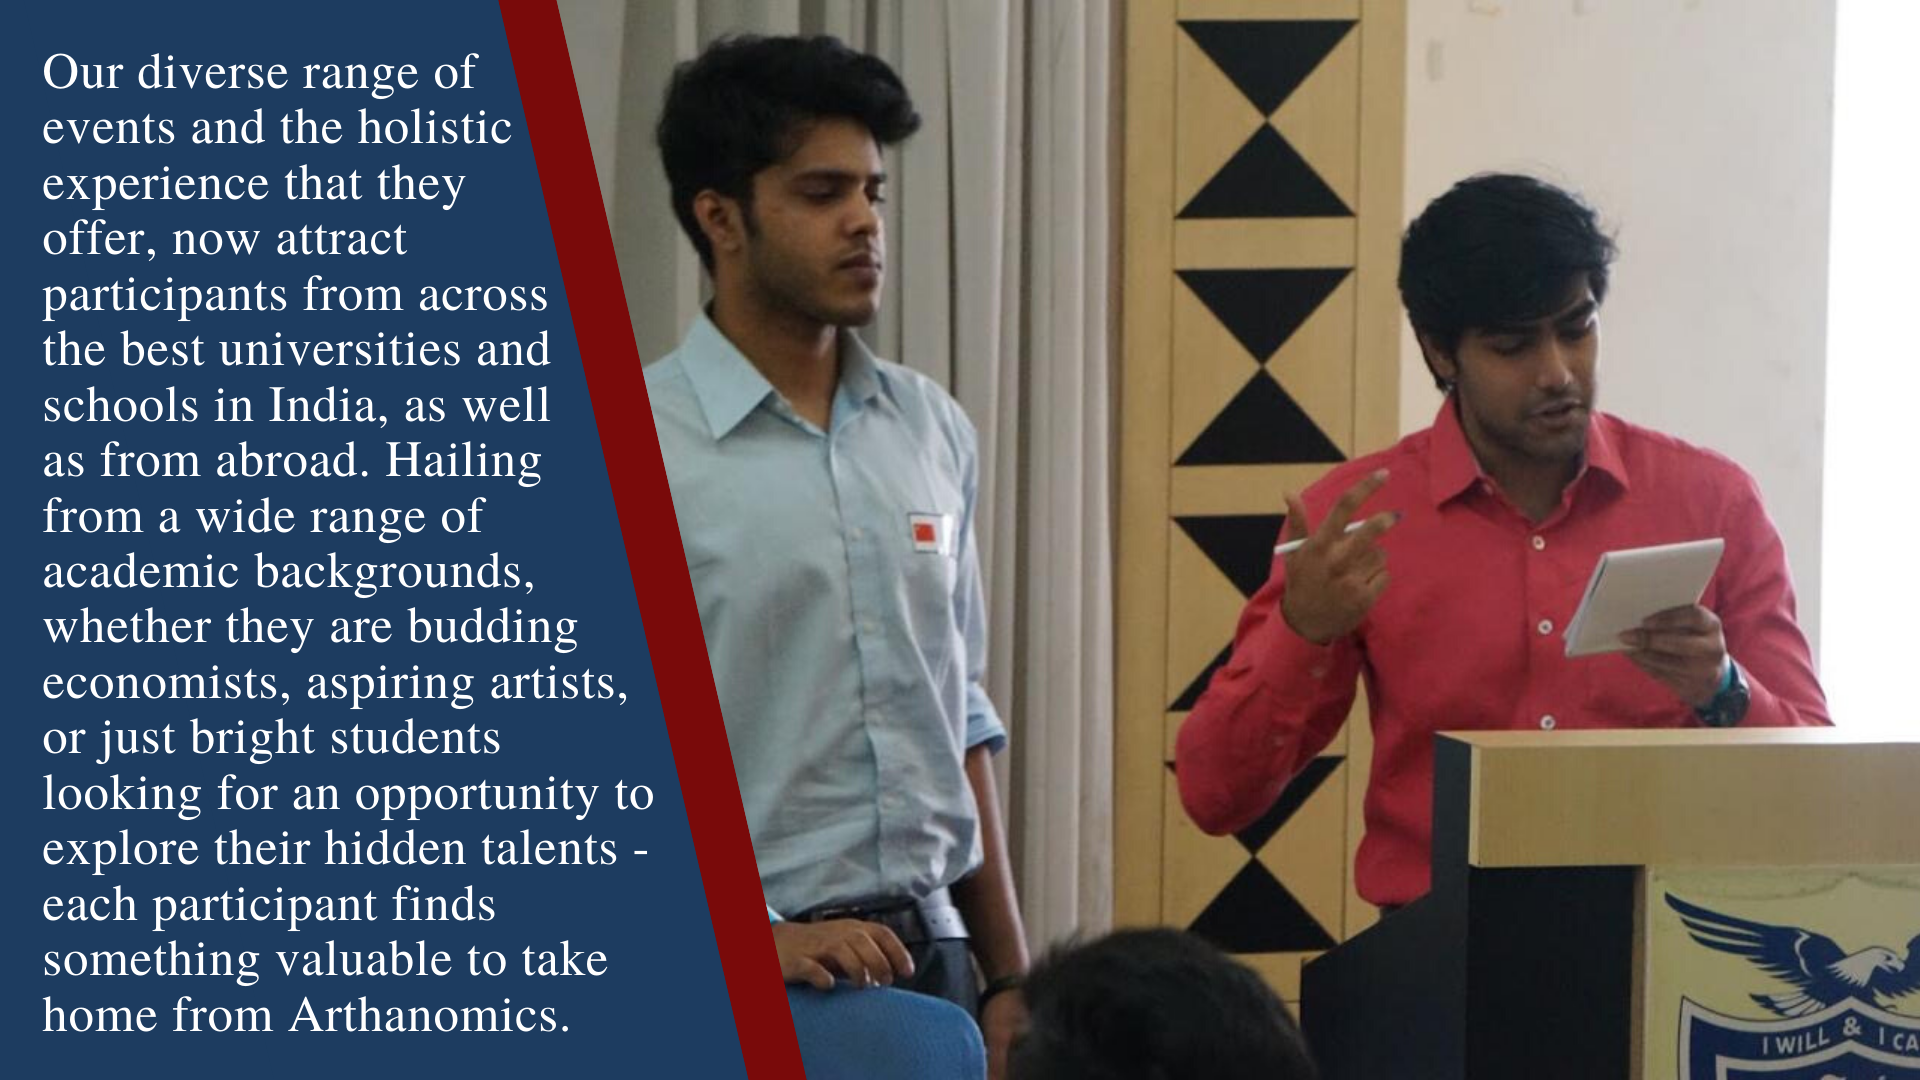 Our diverse range of
events and the holistic
experience that they
offer, now attract
participants from across
the best universities and
schools in India, as well
as from abroad. Hailing
from a wide range of
academic backgrounds,
whether they are budding
economists, aspiring artists,
or just bright students
looking for an opportunity to
explore their hidden talents -
each participant finds
something valuable to take
home from Arthanomics.
I WILL & I CA